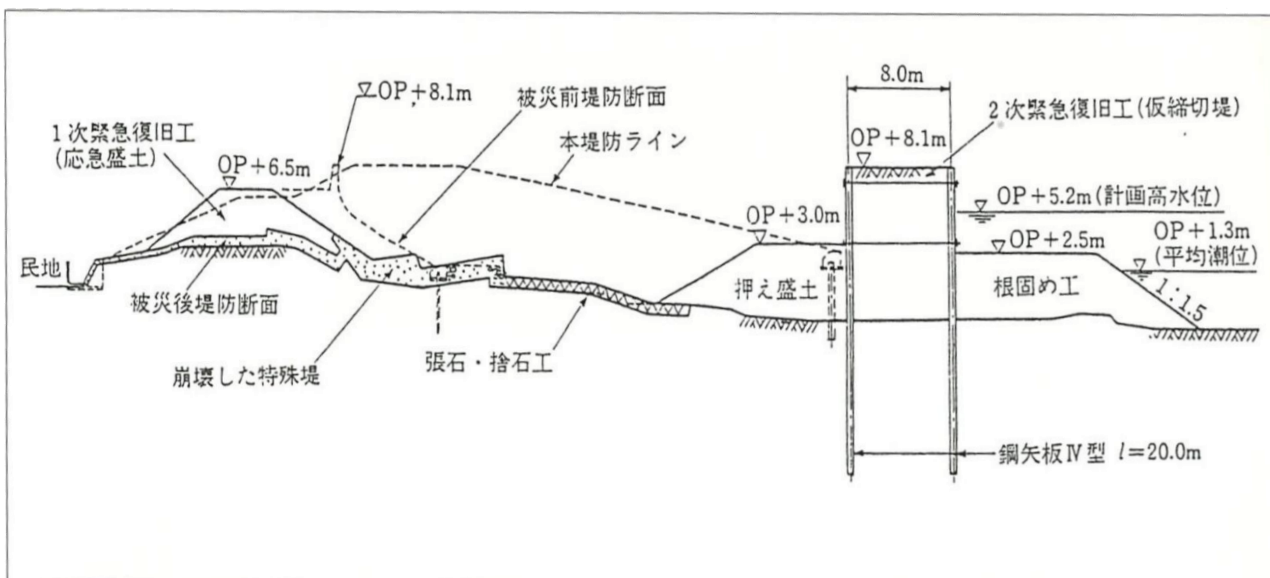 8.0m
▽OP+8.1m
被災前堤防断面
2次緊急復旧工(仮締切堤)
1次緊急復旧工
(応急盛土)
本堤防ライン
OP+8.1m
OP+6.5m
OP+5.2m(計画高水位)
OP+3.0m
OP+2.5m
OP+1.3m
(平均潮位)
民地
押え盛土
根固め工
1:1.5
被災後堤防断面
張石・捨石工
崩壊した特殊堤
鋼矢板Ⅳ型 l=20.0m